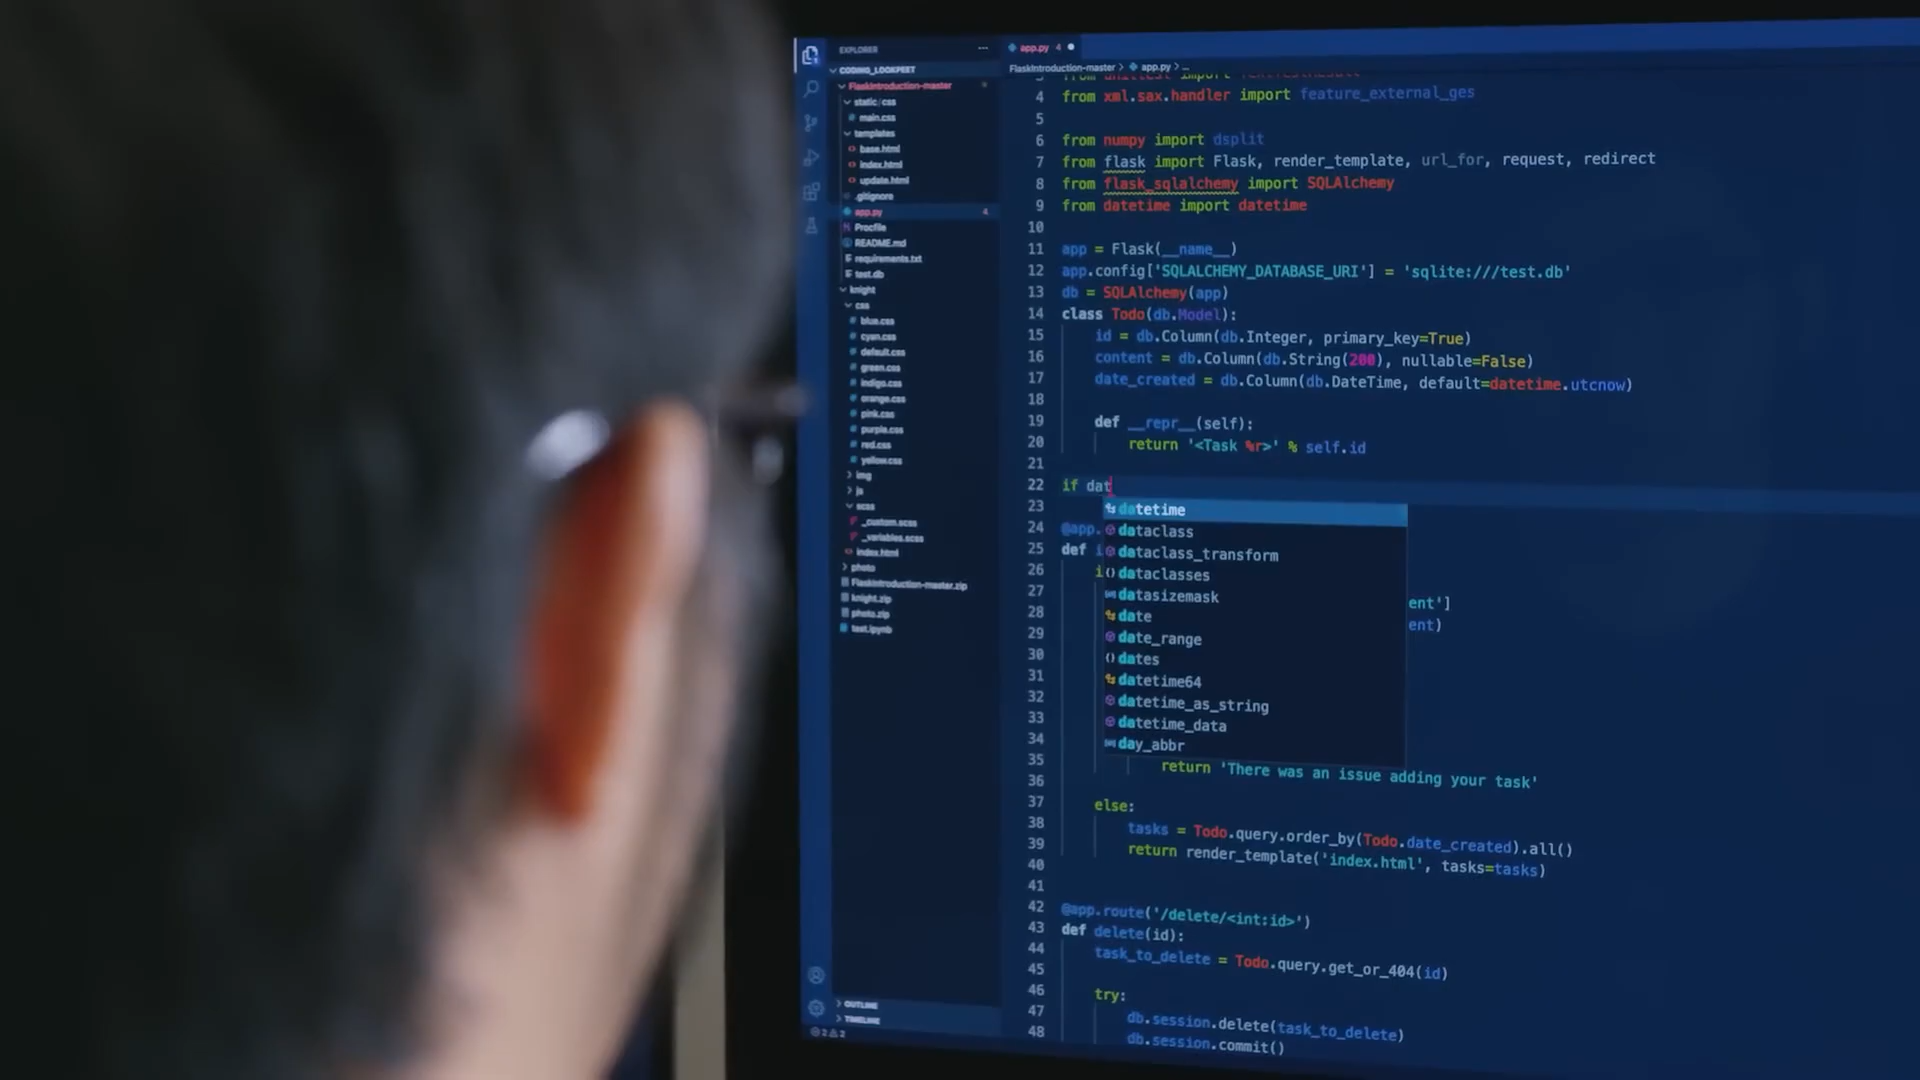 EXPLORER
CODING_LOOKPEET
FlaskIntroduction-master
static/css
main.css
templates
base.html
index.html
update.html
.gitignore
app.py 4
Procfile
README.md
requirements.txt
test.db
knight
css
blue.css
cyan.css
default.css
green.css
indigo.css
orange.css
pink.css
purple.css
red.css
yellow.css
img
js
scss
_custom.scss
_variables.scss
index.html
photo
FlaskIntroduction-master.zip
knight.zip
photo.zip
test.ipynb
OUTLINE
TIMELINE
app.py 4
FlaskIntroduction-master > app.py > ...
4 from xml.sax.handler import feature_external_ges
5
6 from numpy import dsplit
7 from flask import Flask, render_template, url_for, request, redirect
8 from flask_sqlalchemy import SQLAlchemy
9 from datetime import datetime
10
11 app = Flask(__name__)
12 app.config['SQLALCHEMY_DATABASE_URI'] = 'sqlite:///test.db'
13 db = SQLAlchemy(app)
14 class Todo(db.Model):
15 id = db.Column(db.Integer, primary_key=True)
16 content = db.Column(db.String(200), nullable=False)
17 date_created = db.Column(db.DateTime, default=datetime.utcnow)
18
19 def __repr__(self):
20 return '<Task %r>' % self.id
21
22 if dat
23 datetime
24 @app. dataclass
25 def i dataclass_transform
26 i dataclasses
27 datasizemask ent']
28 date ent)
29 date_range
30 dates
31 datetime64
32 datetime_as_string
33 datetime_data
34 day_abbr
35 return 'There was an issue adding your task'
36
37 else:
38 tasks = Todo.query.order_by(Todo.date_created).all()
39 return render_template('index.html', tasks=tasks)
40
41
42 @app.route('/delete/<int:id>')
43 def delete(id):
44 task_to_delete = Todo.query.get_or_404(id)
45
46 try:
47 db.session.delete(task_to_delete)
48 db.session.commit()